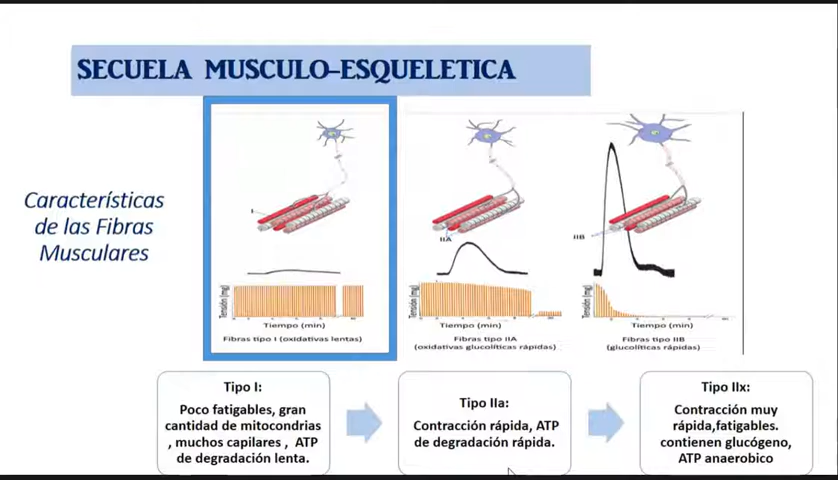 SECUELA MUSCULO-ESQUELETICA
Características
de las Fibras
Musculares
I
IIA
IIB
Tensión (mg)
Tiempo (min)
Fibras tipo I (oxidativas lentas)
Tensión (mg)
Tiempo (min)
Fibras tipo IIA
(oxidativas glucolíticas rápidas)
Tensión (mg)
Tiempo (min)
Fibras tipo IIB
(glucolíticas rápidas)
Tipo I:
Poco fatigables, gran
cantidad de mitocondrias
, muchos capilares , ATP
de degradación lenta.
Tipo IIa:
Contracción rápida, ATP
de degradación rápida.
Tipo IIx:
Contracción muy
rápida,fatigables.
contienen glucógeno,
ATP anaerobico